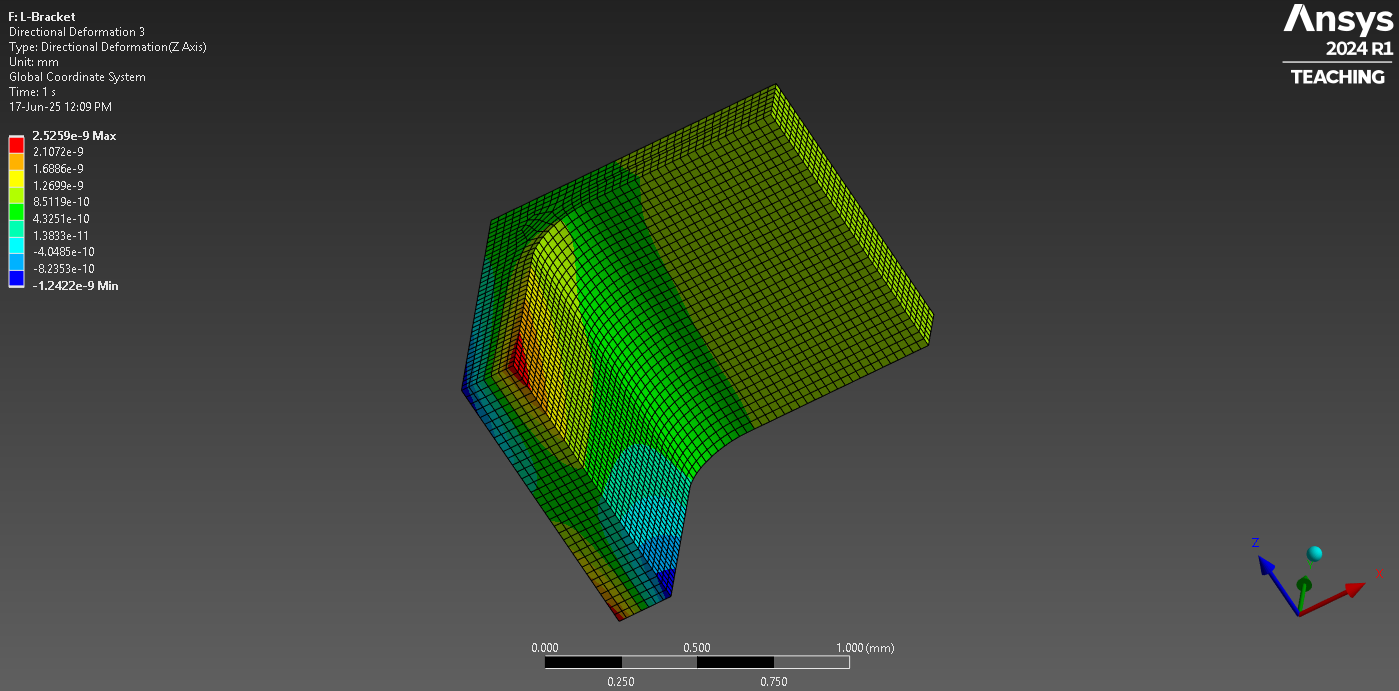 F: L-Bracket
Directional Deformation 3
Type: Directional Deformation(Z Axis)
Unit: mm
Global Coordinate System
Time: 1 s
17-Jun-25 12:09 PM
2.5259e-9 Max
2.1072e-9
1.6886e-9
1.2699e-9
8.5119e-10
4.3251e-10
1.3833e-11
-4.0485e-10
-8.2353e-10
-1.2422e-9 Min
Ansys
2024 R1
TEACHING
Z
0.000 0.500 1.000 (mm)
0.250 0.750